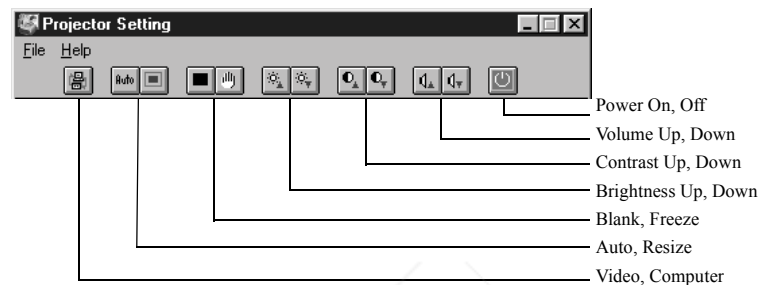 Projector Setting
File Help
Auto
Power On, Off
Volume Up, Down
Contrast Up, Down
Brightness Up, Down
Blank, Freeze
Auto, Resize
Video, Computer